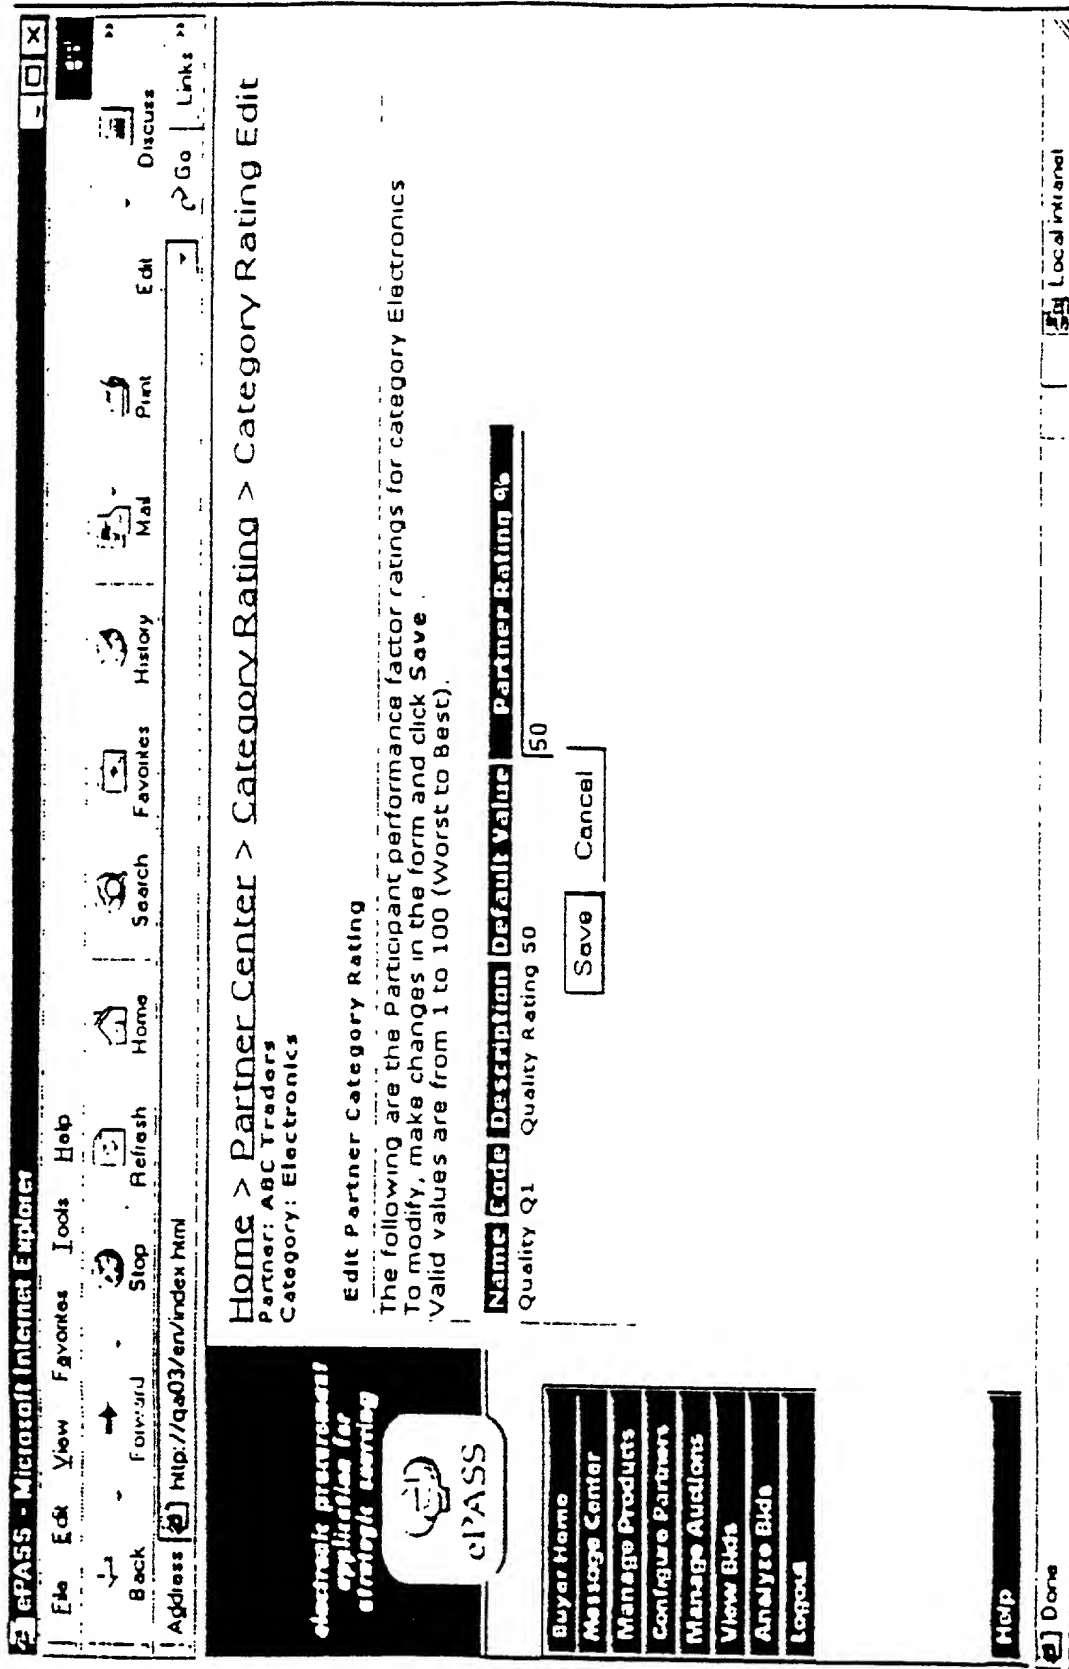 ePASS - Microsoft Internet Explorer
File Edit View Favorites Tools Help
Back Forward Stop Refresh Home Search Favorites History Mail Print Edit Discuss
Address http://qa03/en/index html Go Links
electronic procurement
application for
strategic sourcing
ePASS
Buyer Home
Message Center
Manage Products
Configure Partners
Manage Auctions
View Bids
Analyze Bids
Logout
Help
Home > Partner Center > Category Rating > Category Rating Edit
Partner: ABC Traders
Category: Electronics
Edit Partner Category Rating
The following are the Participant performance factor ratings for category Electronics
To modify, make changes in the form and click Save.
Valid values are from 1 to 100 (Worst to Best).
Name Code Description Default Value Partner Rating %
Quality Q1 Quality Rating 50 50
Save Cancel
Done Local intranet